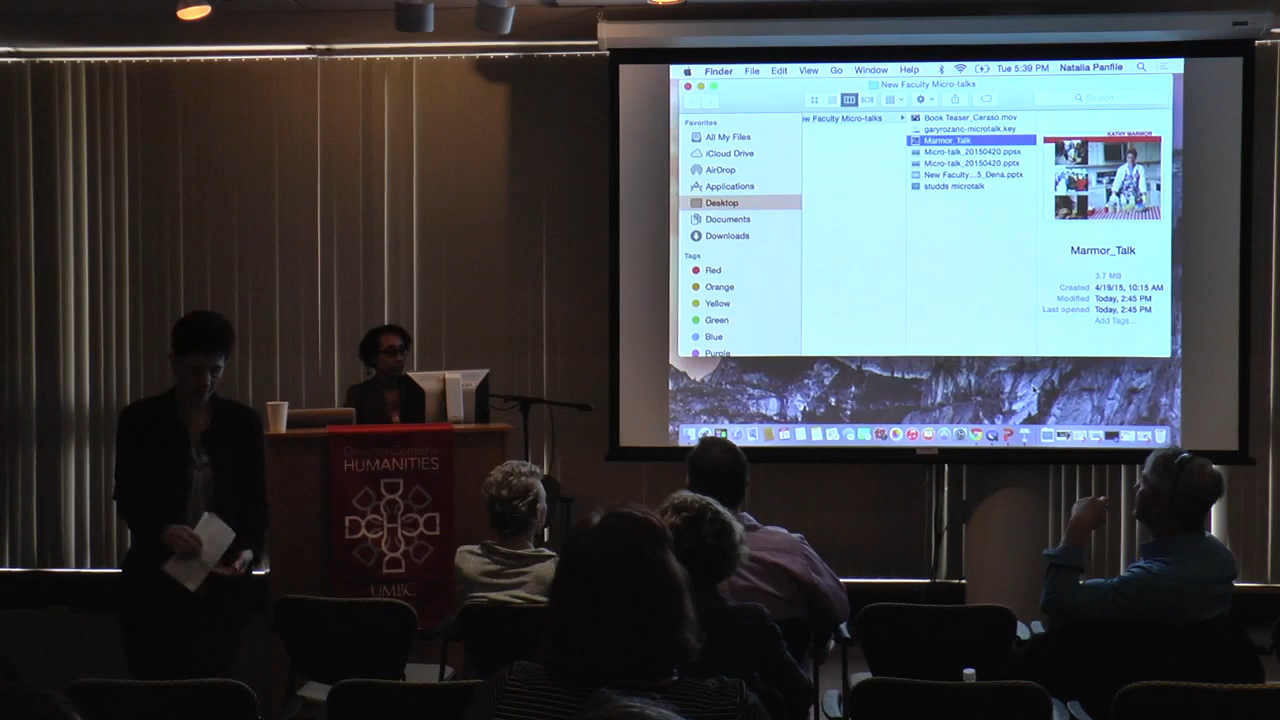 Finder File Edit View Go Window Help Tue 5:39 PM Natalia Panfile
New Faculty Micro-talks
Search
Favorites
All My Files
iCloud Drive
AirDrop
Applications
Desktop
Documents
Downloads
Tags
Red
Orange
Yellow
Green
Blue
Purple
ew Faculty Micro-talks
Book Teaser_Ceraso.mov
garyrozanc-microtalk.key
Marmor_Talk
Micro-talk_20150420.ppsx
Micro-talk_20150420.pptx
New Faculty...5_Dena.pptx
studds microtalk
KATHY MARMOR
Marmor_Talk
3.7 MB
Created 4/19/15, 10:15 AM
Modified Today, 2:45 PM
Last opened Today, 2:45 PM
Add Tags...
HUMANITIES
UMBC